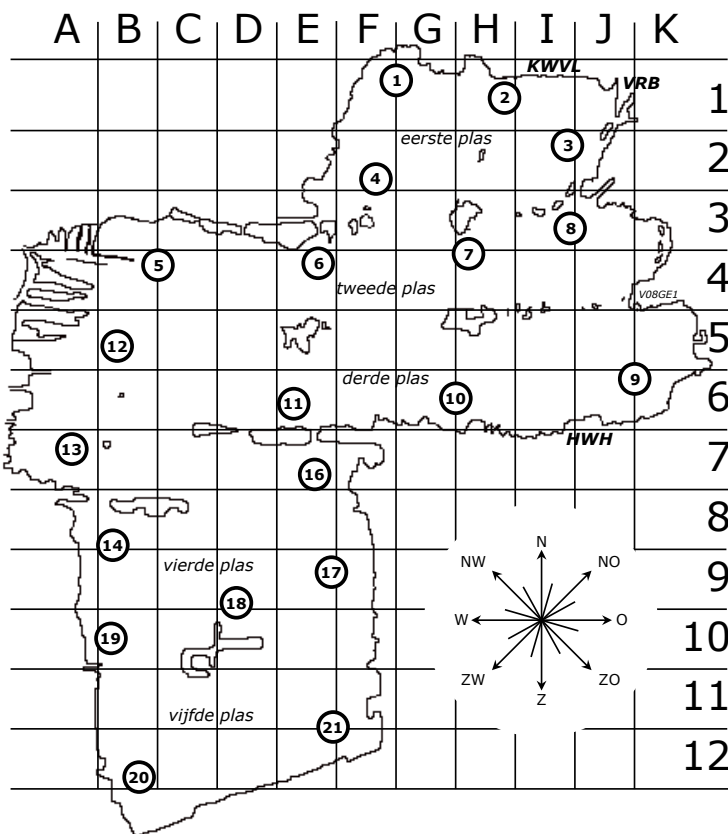 A B C D E F G H I J K
KWVL
VRB
1
1
2
eerste plas
3
2
4
8
3
7
5
6
4
tweede plas
V08GE1
12
5
derde plas
9
10
6
11
HWH
13
7
16
8
14
N
NW
NO
vierde plas
17
9
18
W
O
19
10
ZW
ZO
Z
11
vijfde plas
21
12
20